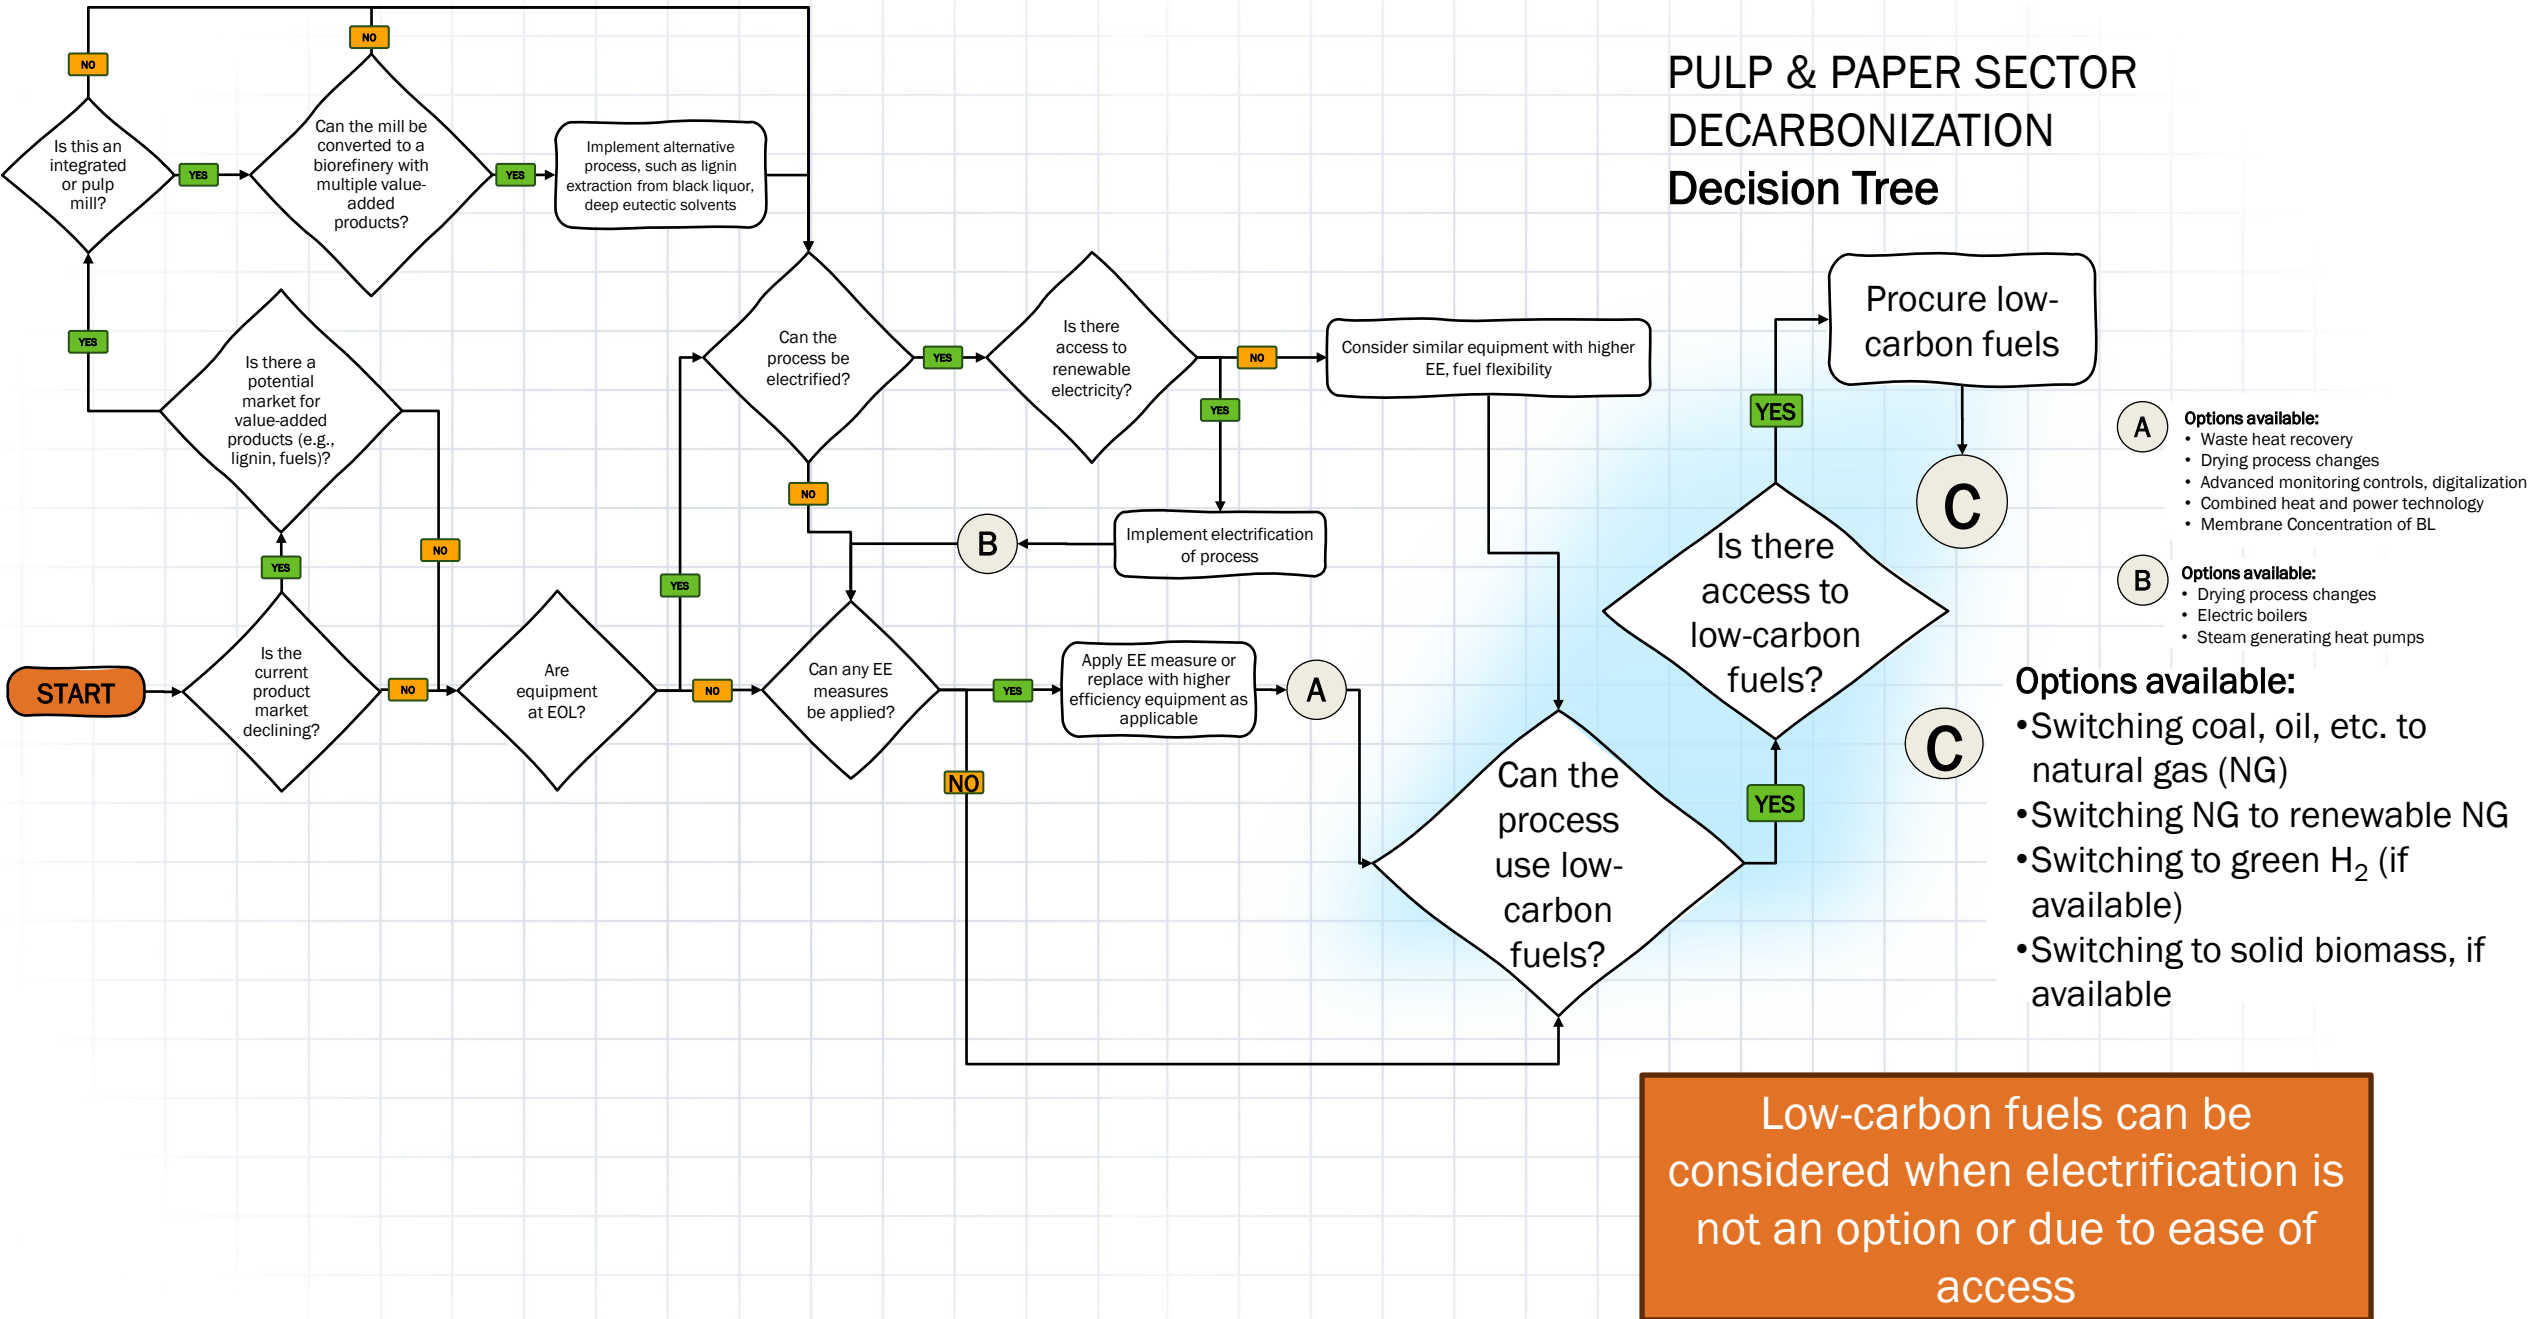 PULP & PAPER SECTOR
DECARBONIZATION
Decision Tree
NO
NO
Is this an
integrated
or pulp
mill?
YES
Can the mill be
converted to a
biorefinery with
multiple value-
added
products?
YES
Implement alternative
process, such as lignin
extraction from black liquor,
deep eutectic solvents
YES
Is there a
potential
market for
value-added
products (e.g.,
lignin, fuels)?
NO
YES
START
Is the
current
product
market
declining?
NO
Are
equipment
at EOL?
YES
NO
Can the
process be
electrified?
YES
NO
Is there
access to
renewable
electricity?
NO
YES
Consider similar equipment with higher
EE, fuel flexibility
Implement electrification
of process
B
Can any EE
measures
be applied?
YES
NO
Apply EE measure or
replace with higher
efficiency equipment as
applicable
A
Can the
process
use low-
carbon
fuels?
YES
Is there
access to
low-carbon
fuels?
YES
Procure low-
carbon fuels
C
A
Options available:
• Waste heat recovery
• Drying process changes
• Advanced monitoring controls, digitalization
• Combined heat and power technology
• Membrane Concentration of BL
B
Options available:
• Drying process changes
• Electric boilers
• Steam generating heat pumps
C
Options available:
•Switching coal, oil, etc. to
natural gas (NG)
•Switching NG to renewable NG
•Switching to green H₂ (if
available)
•Switching to solid biomass, if
available
Low-carbon fuels can be
considered when electrification is
not an option or due to ease of
access